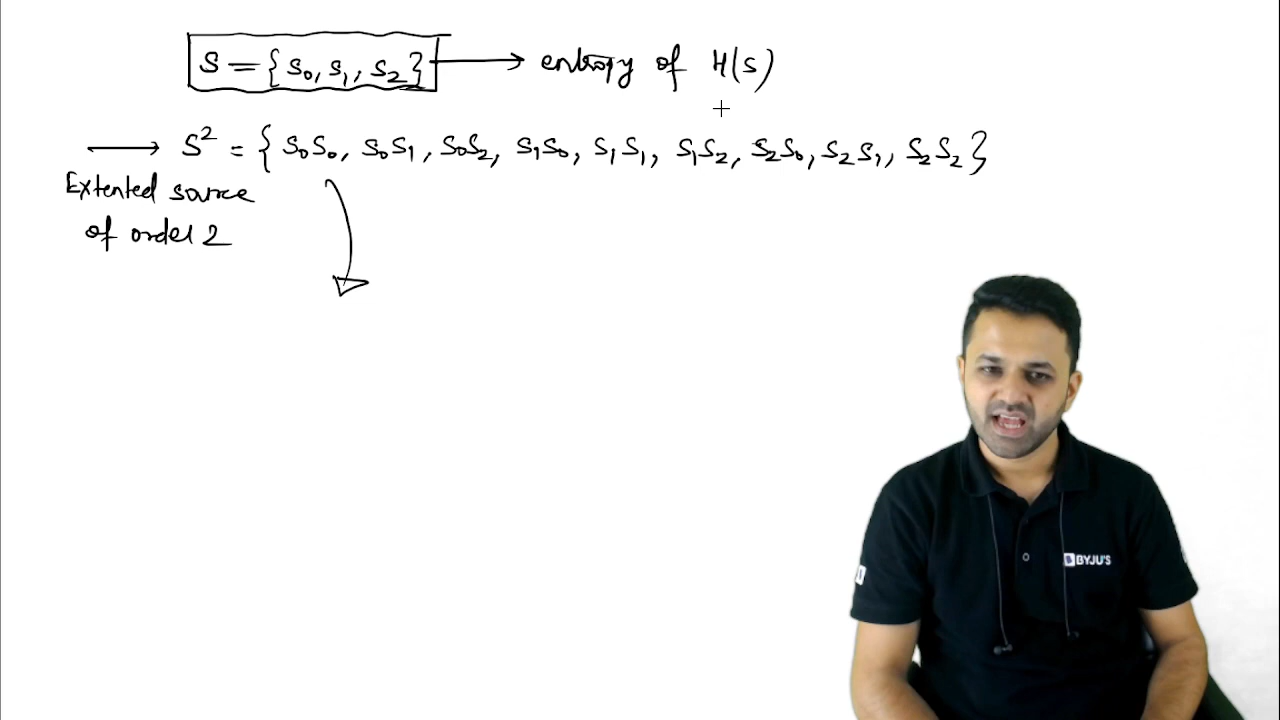 S = {S₀, S₁, S₂} → entropy of H(S)
→ S² = {S₀S₀, S₀S₁, S₀S₂, S₁S₀, S₁S₁, S₁S₂, S₂S₀, S₂S₁, S₂S₂}
Extented source
of order 2
BYJU'S